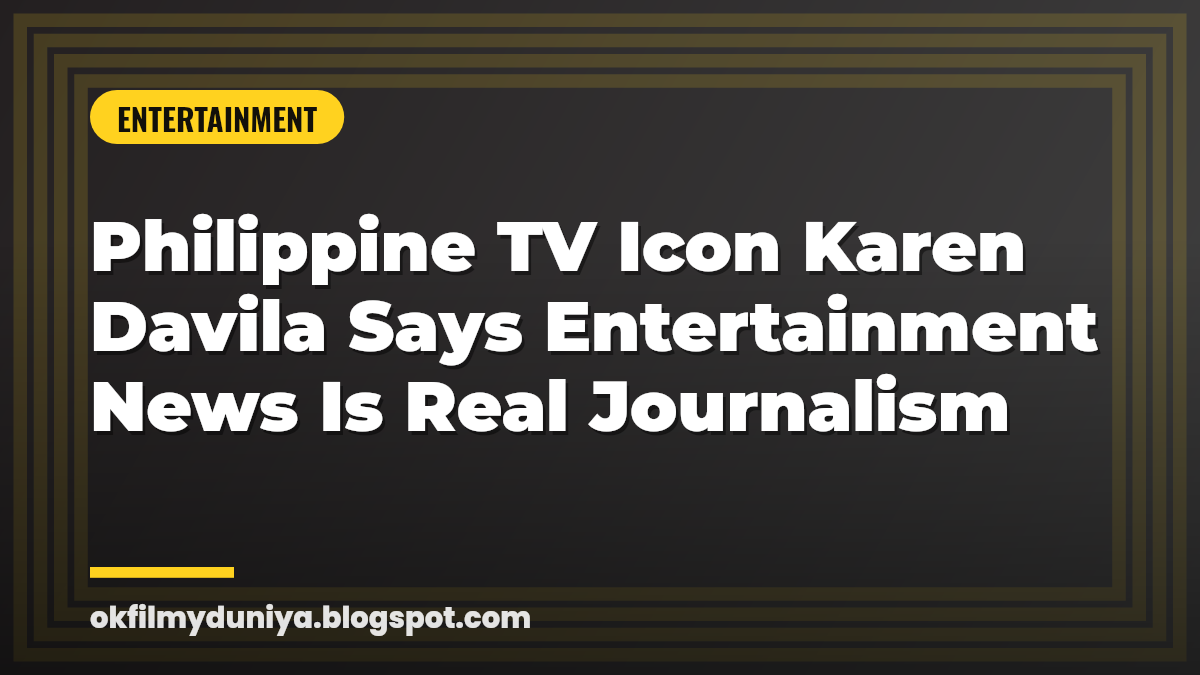 ENTERTAINMENT
Philippine TV Icon Karen
Davila Says Entertainment
News Is Real Journalism
okfilmyduniya.blogspot.com